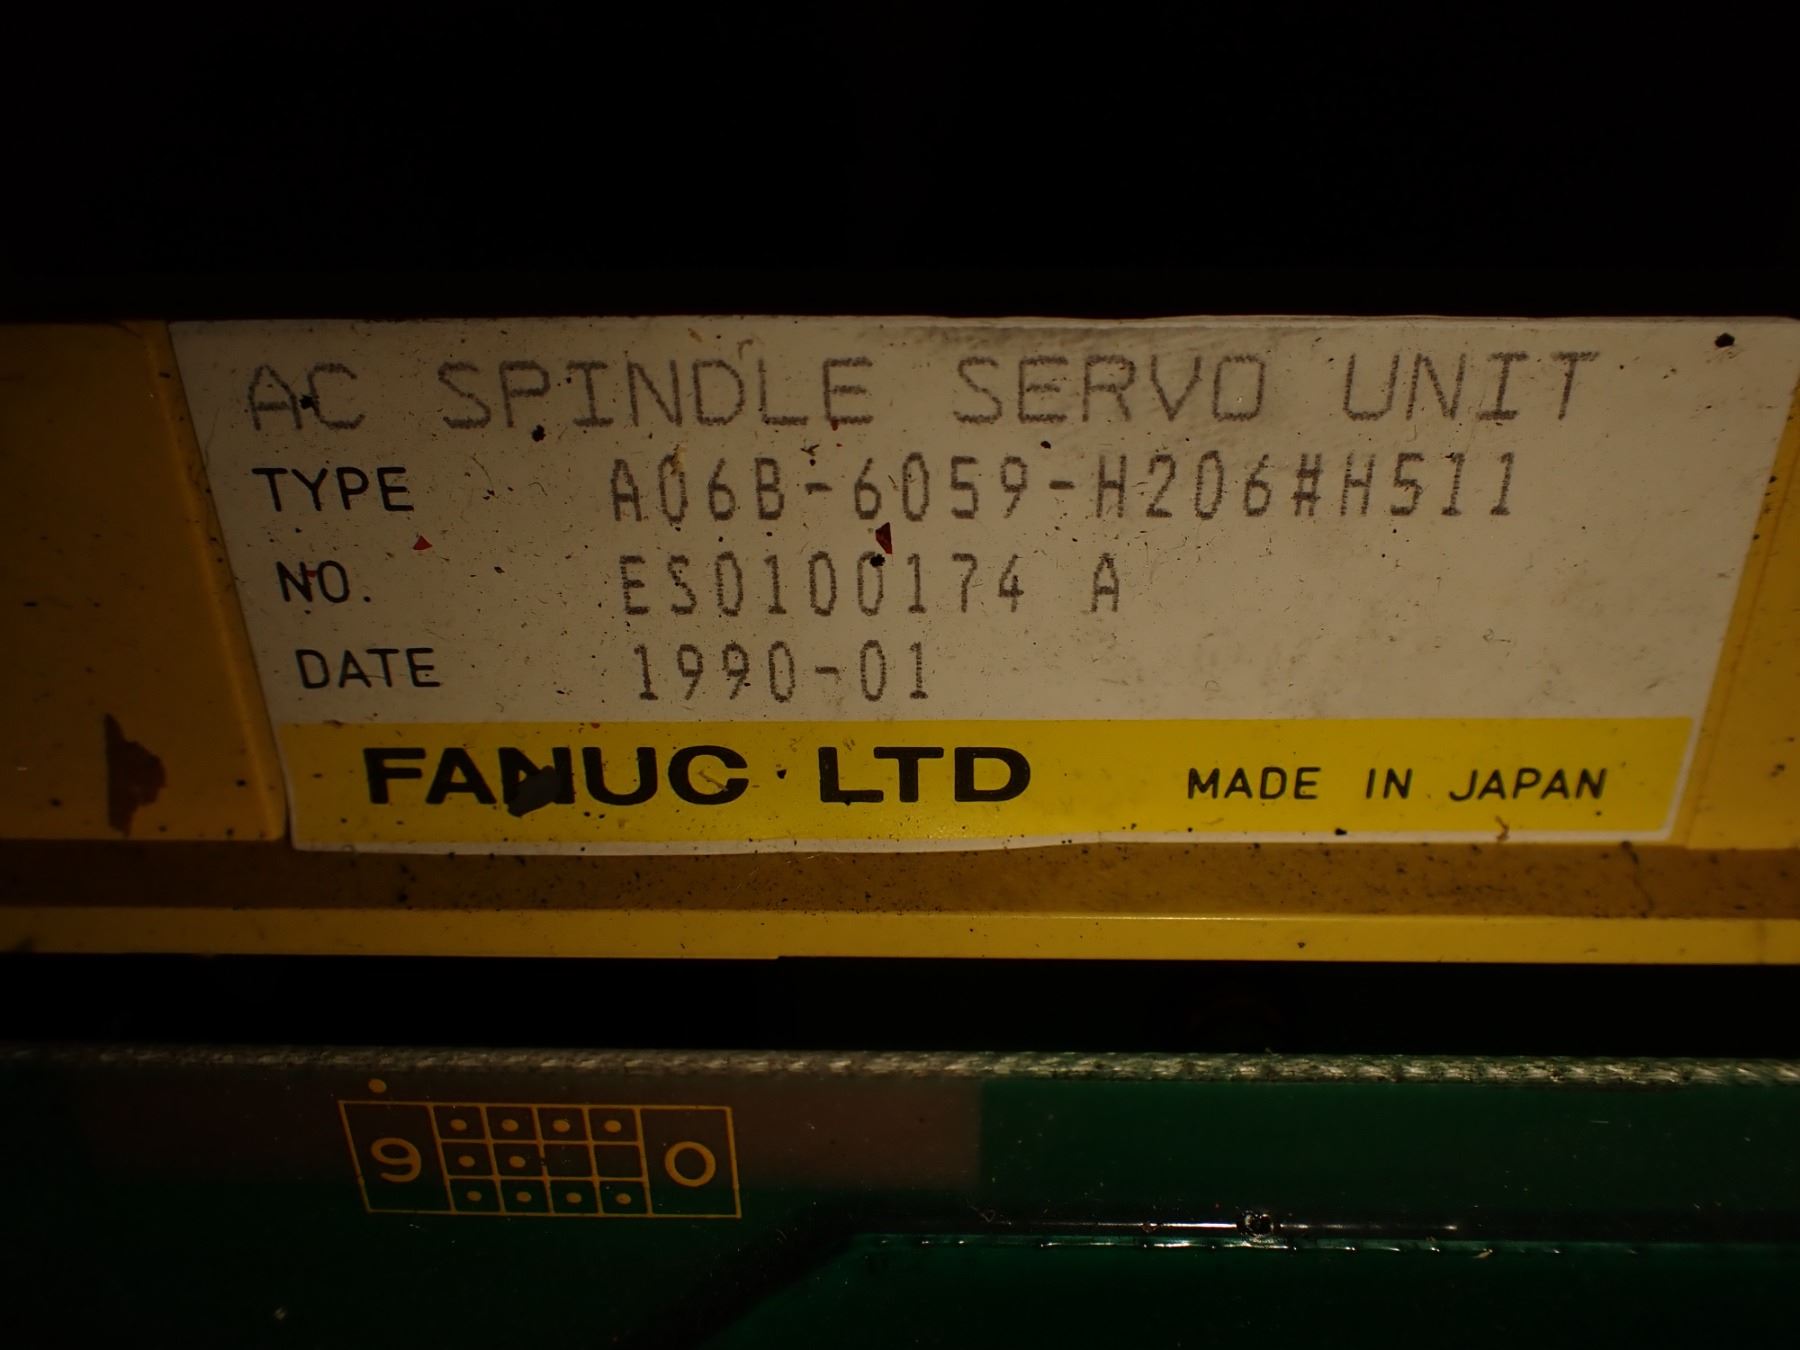 AC SPINDLE SERVO UNIT
TYPE A06B-6059-H206#H511
NO. ES0100174 A
DATE 1990-01
FANUC LTD MADE IN JAPAN
9 0